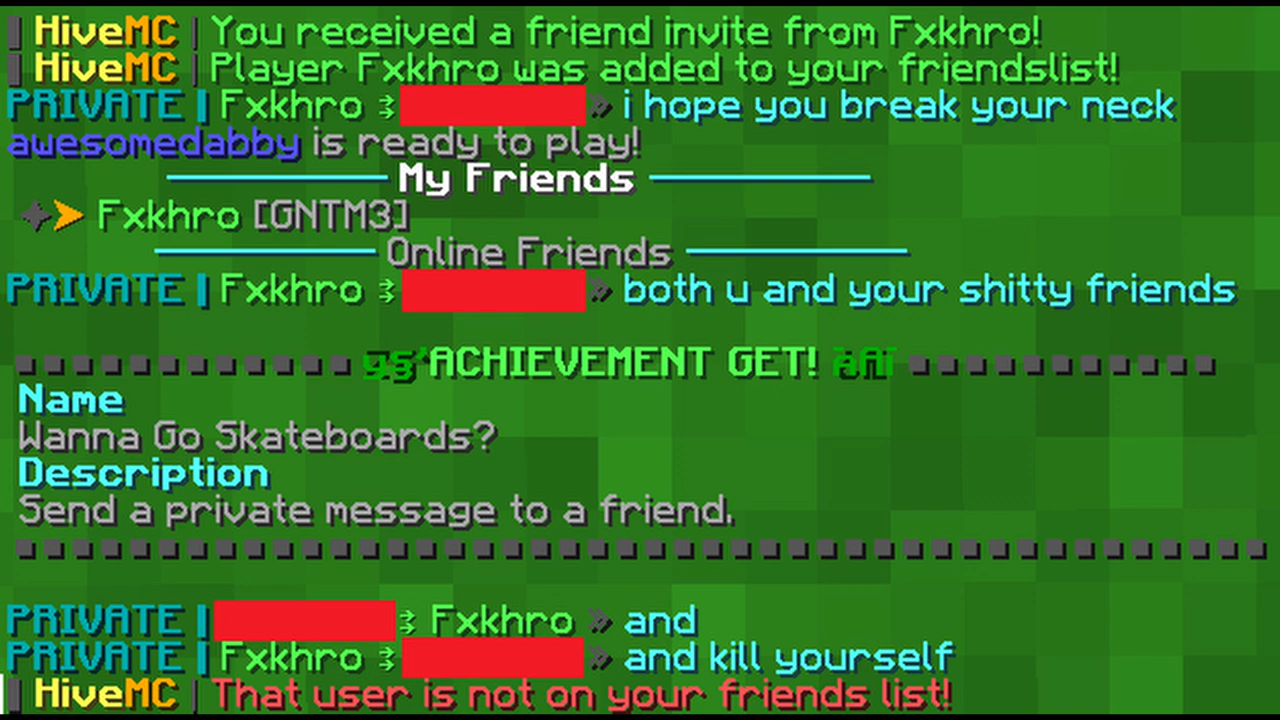 HiveMC | You received a friend invite from Fxkhro!
HiveMC | Player Fxkhro was added to your friendslist!
PRIVATE | Fxkhro » i hope you break your neck
awesomedabby is ready to play!
My Friends
Fxkhro [GNTM3]
Online Friends
PRIVATE | Fxkhro » both u and your shitty friends
ACHIEVEMENT GET!
Name
Wanna Go Skateboards?
Description
Send a private message to a friend.
PRIVATE | Fxkhro » and
PRIVATE | Fxkhro » and kill yourself
HiveMC | That user is not on your friends list!